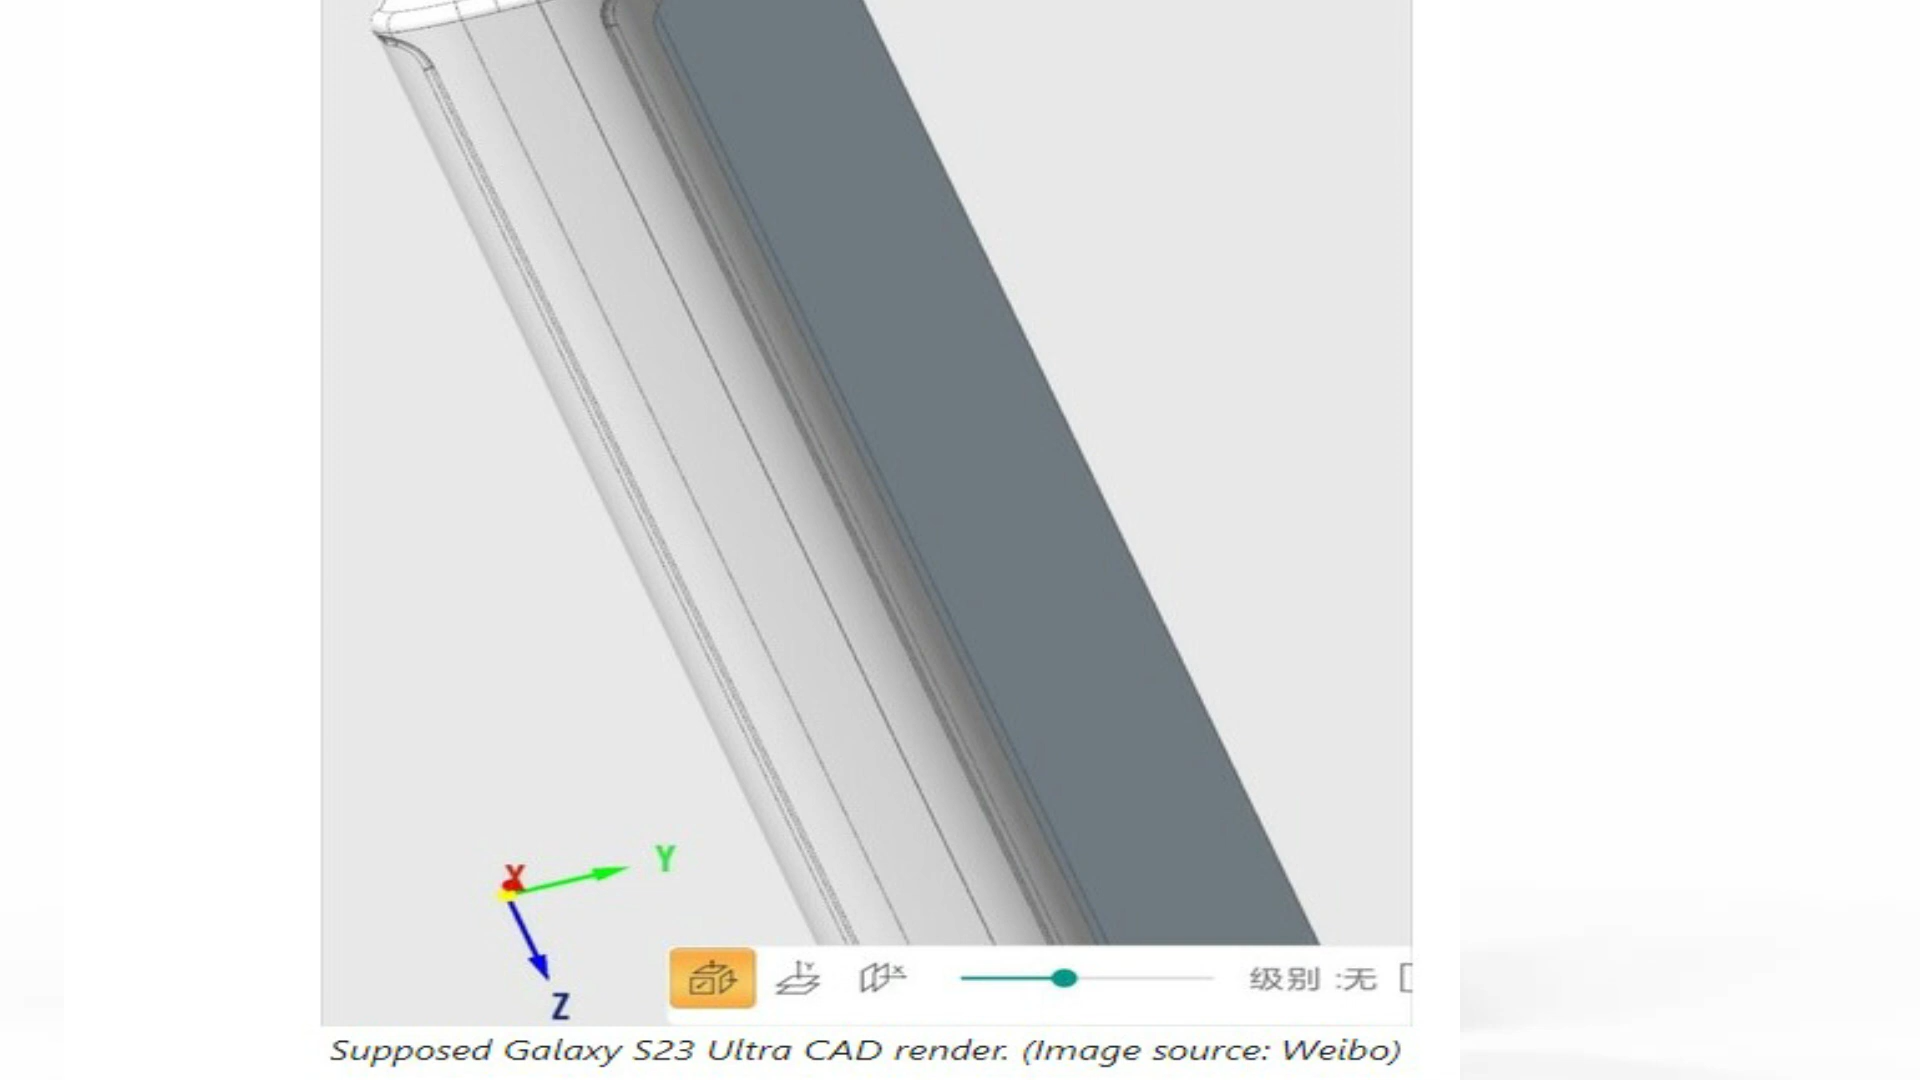 X
Y
Z
Y
X
级别 :无
Supposed Galaxy S23 Ultra CAD render. (Image source: Weibo)